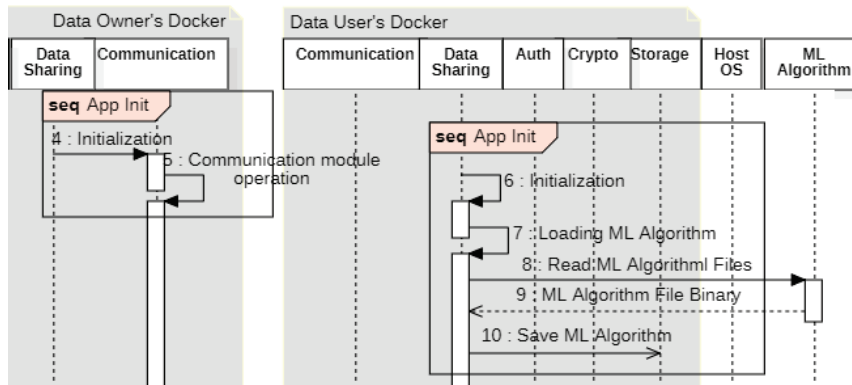 Data Owner's Docker
Data User's Docker
Data
Sharing
Communication
Communication
Data
Sharing
Auth
Crypto
Storage
Host
OS
ML
Algorithm
seq App Init
4 : Initialization
5 : Communication module
operation
seq App Init
6 : Initialization
7 : Loading ML Algorithm
8 : Read ML Algorithml Files
9 : ML Algorithm File Binary
10 : Save ML Algorithm